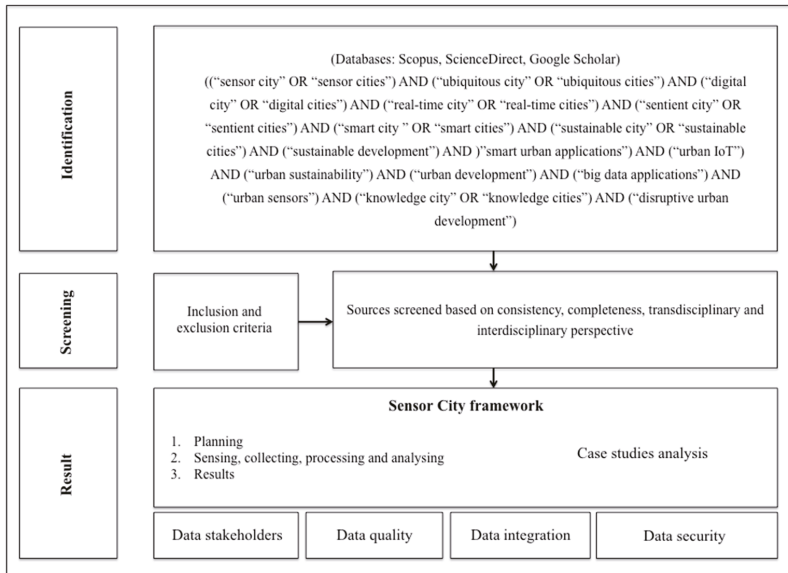 Identification
(Databases: Scopus, ScienceDirect, Google Scholar)
((“sensor city” OR “sensor cities”) AND (“ubiquitous city” OR “ubiquitous cities”) AND (“digital
city” OR “digital cities”) AND (“real-time city” OR “real-time cities”) AND (“sentient city” OR
“sentient cities”) AND (“smart city ” OR “smart cities”) AND (“sustainable city” OR “sustainable
cities”) AND (“sustainable development”) AND )”smart urban applications”) AND (“urban IoT”)
AND (“urban sustainability”) AND (“urban development”) AND (“big data applications”) AND
(“urban sensors”) AND (“knowledge city” OR “knowledge cities”) AND (“disruptive urban
development”)
Screening
Inclusion and
exclusion criteria
Sources screened based on consistency, completeness, transdisciplinary and
interdisciplinary perspective
Result
Sensor City framework
1. Planning
2. Sensing, collecting, processing and analysing
3. Results
Case studies analysis
Data stakeholders
Data quality
Data integration
Data security